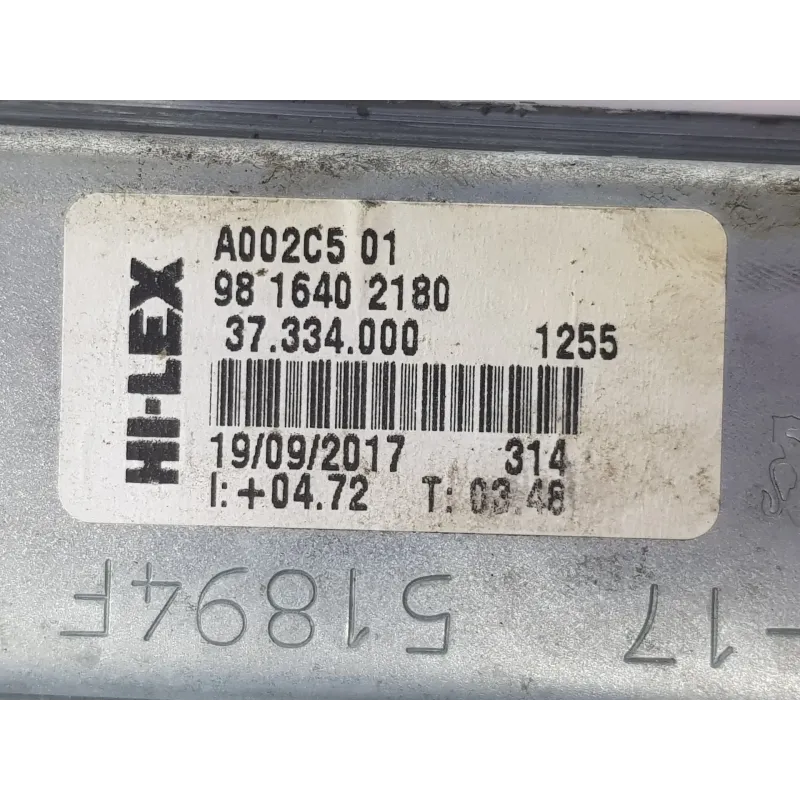 HI-LEX
A002C5 01
98 1640 2180
37.334.000 1255
19/09/2017 314
I: +04.72 T: 03.48
51894F
-17